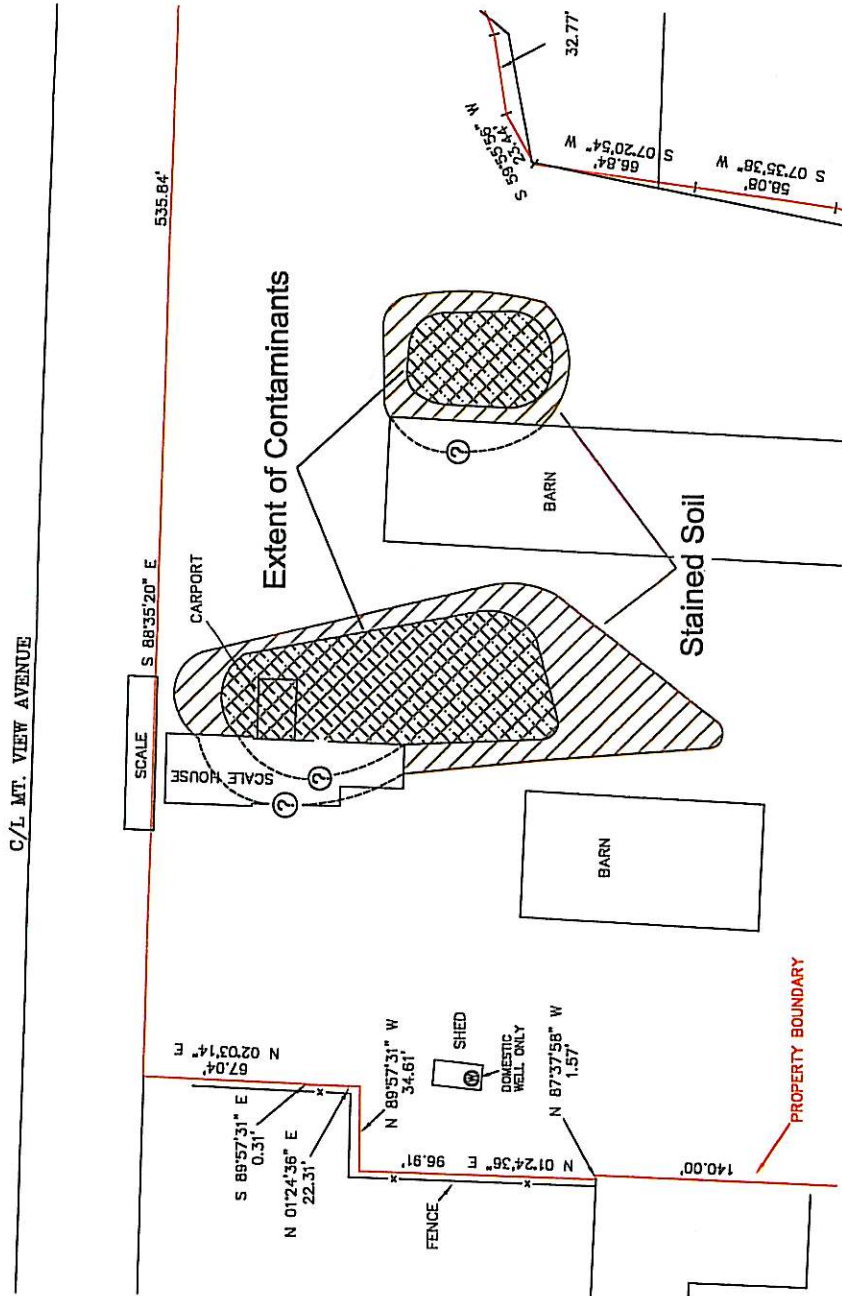 C/L MT. VIEW AVENUE
SCALE
S 88°35'20" E
535.84'
CARPORT
SCALE HOUSE
?
?
Extent of Contaminants
?
BARN
Stained Soil
BARN
32.77'
S 59°55'56" W
23.44'
66.84'
S 07°20'54" W
58.08'
S 07°35'38" W
N 02°03'14" E
67.04'
S 89°57'31" E
0.31'
N 01°24'36" E
22.31'
N 89°57'31" W
34.61'
SHED
W
DOMESTIC
WELL ONLY
N 01°24'36" E
96.91'
FENCE
x
x
x
N 87°37'58" W
1.57'
140.00'
PROPERTY BOUNDARY